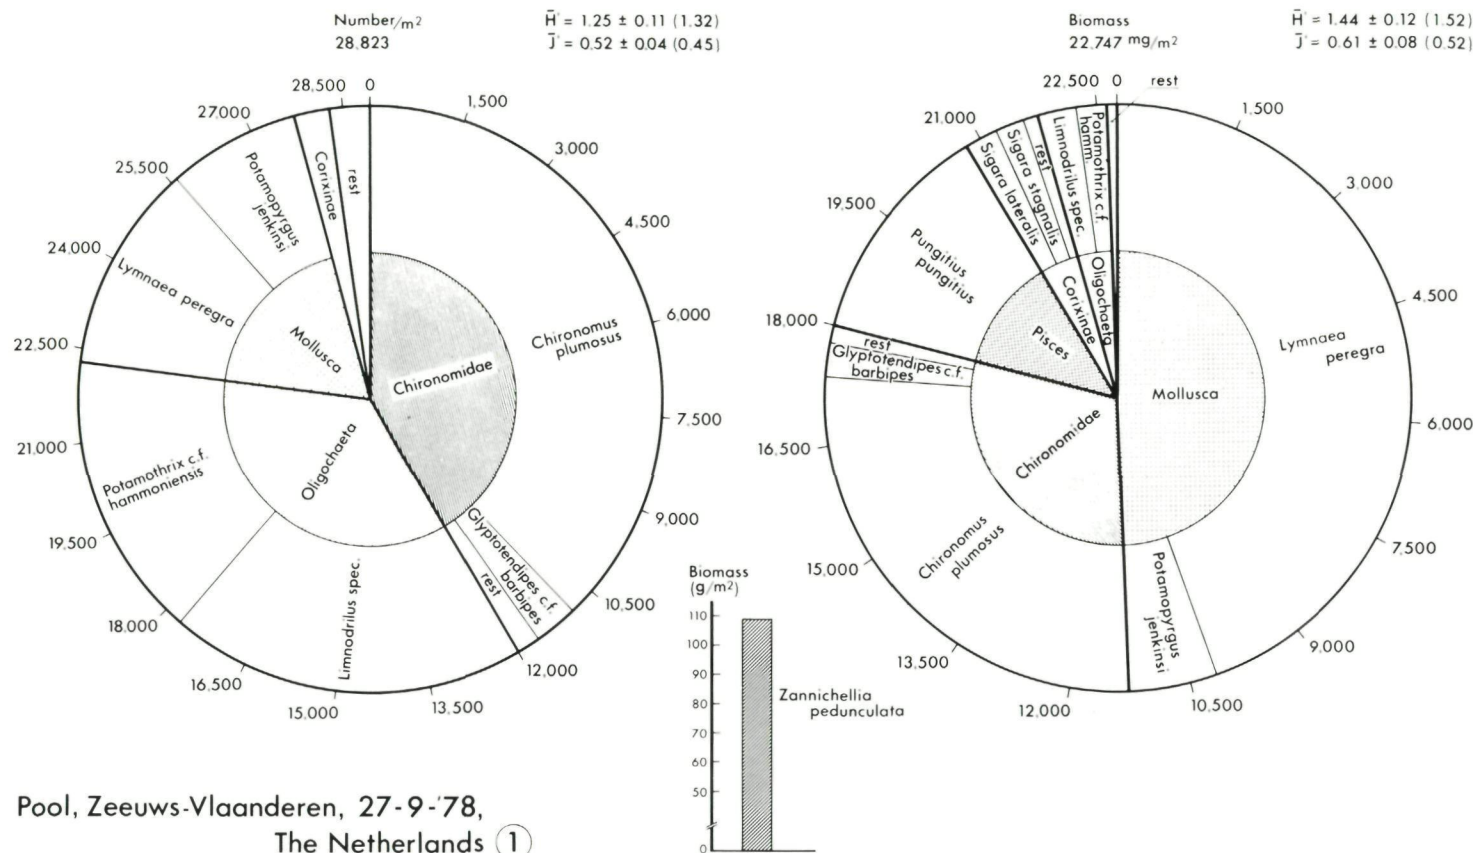 Number/m²
28.823
H̄' = 1.25 ± 0.11 (1.32)
J̄' = 0.52 ± 0.04 (0.45)
0
1,500
3,000
4,500
6,000
7,500
9,000
10,500
12,000
13,500
15,000
16,500
18.000
19,500
21,000
22,500
24,000
25,500
27,000
28,500
Chironomidae
Chironomus
plumosus
Glyptotendipes c.f.
barbipes
rest
Oligochaeta
Limnodrilus spec.
Potamothrix c.f.
hammoniensis
Mollusca
Lymnaea peregra
Potamopyrgus
jenkinsi
Corixinae
rest
Biomass
22.747 mg/m²
H̄' = 1.44 ± 0.12 (1.52)
J̄' = 0.61 ± 0.08 (0.52)
0
rest
1,500
3,000
4,500
6,000
7,500
9,000
10,500
12,000
13,500
15,000
16,500
18,000
19,500
21,000
22,500
Mollusca
Lymnaea
peregra
Potamopyrgus
jenkinsi
Chironomidae
Chironomus
plumosus
Glyptotendipes c.f.
barbipes
rest
Pisces
Pungitius
pungitius
Corixinae
Sigara lateralis
Sigara stagnalis
rest
Oligochaeta
Limnodrilus spec.
Potamothrix c.f.
hamm.
Biomass
(g/m²)
110
100
90
80
70
60
50
0
Zannichellia
pedunculata
Pool, Zeeuws-Vlaanderen, 27-9-'78,
The Netherlands 1